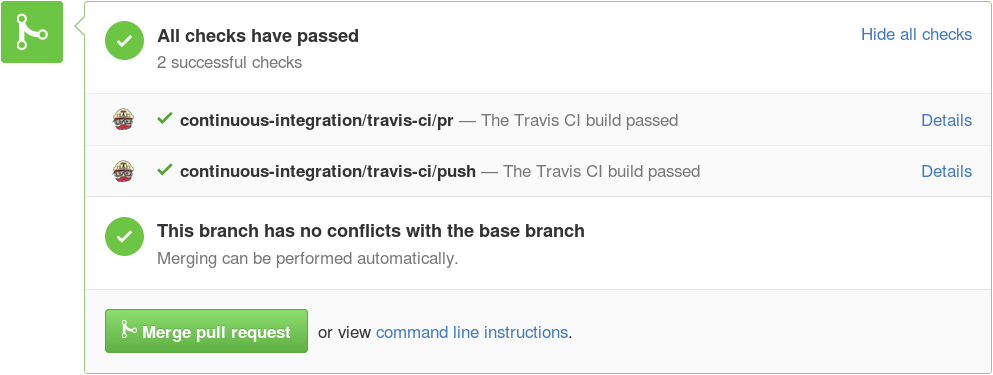 All checks have passed
Hide all checks
2 successful checks
continuous-integration/travis-ci/pr — The Travis CI build passed
Details
continuous-integration/travis-ci/push — The Travis CI build passed
Details
This branch has no conflicts with the base branch
Merging can be performed automatically.
Merge pull request or view command line instructions.